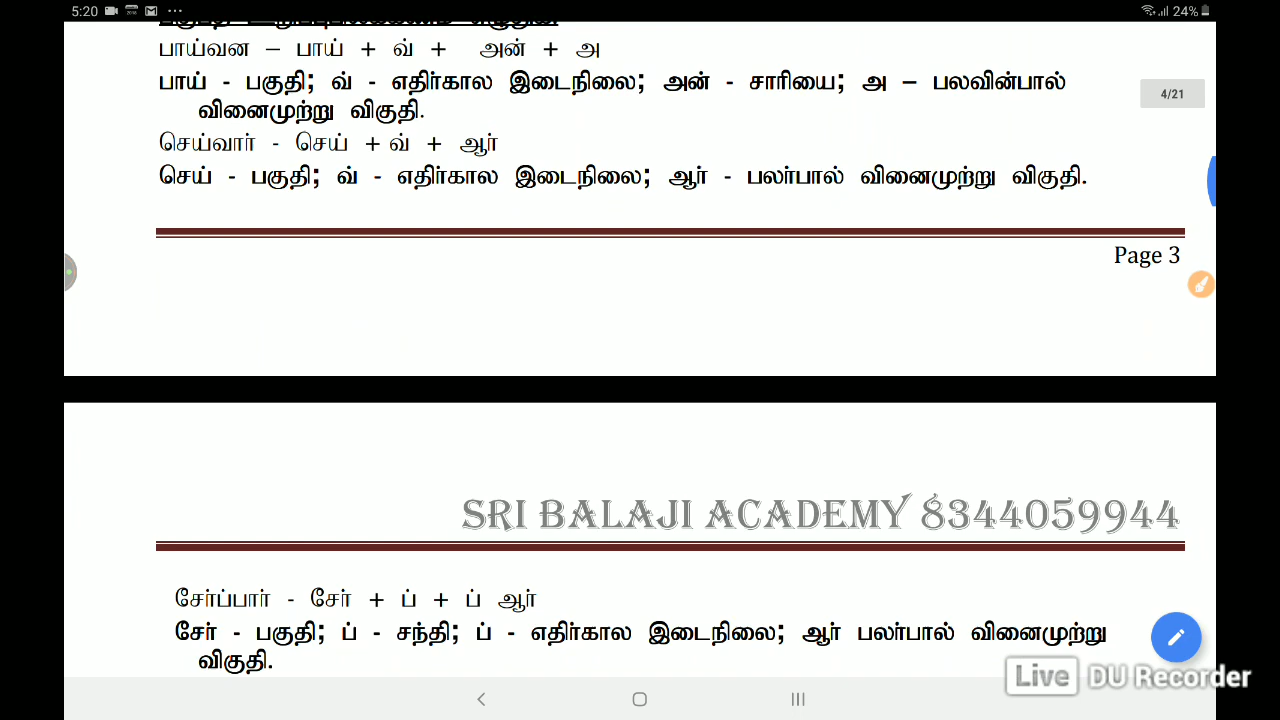 5:20
24%
பாய்வன – பாய் + வ் + அன் + அ
பாய் - பகுதி; வ் - எதிர்கால இடைநிலை; அன் - சாரியை; அ – பலவின்பால்
வினைமுற்று விகுதி.
4/21
செய்வார் - செய் + வ் + ஆர்
செய் - பகுதி; வ் - எதிர்கால இடைநிலை; ஆர் - பலர்பால் வினைமுற்று விகுதி.
Page 3
SRI BALAJI ACADEMY 8344059944
சேர்ப்பார் - சேர் + ப் + ப் ஆர்
சேர் - பகுதி; ப் - சந்தி; ப் - எதிர்கால இடைநிலை; ஆர் பலர்பால் வினைமுற்று
விகுதி.
Live DU Recorder